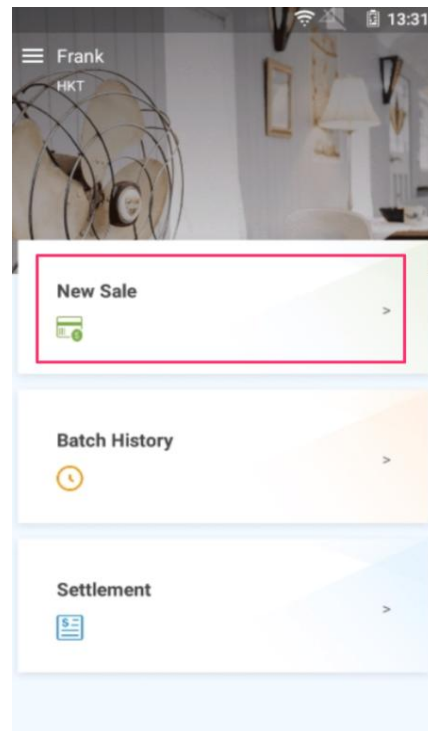 13:31
Frank
HKT
New Sale
>
Batch History
>
Settlement
>